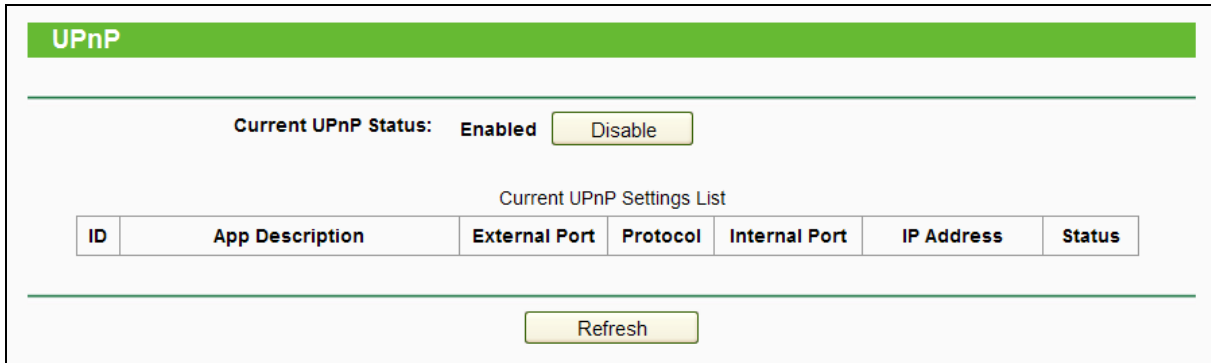 UPnP
Current UPnP Status: Enabled Disable
Current UPnP Settings List
ID App Description External Port Protocol Internal Port IP Address Status
Refresh